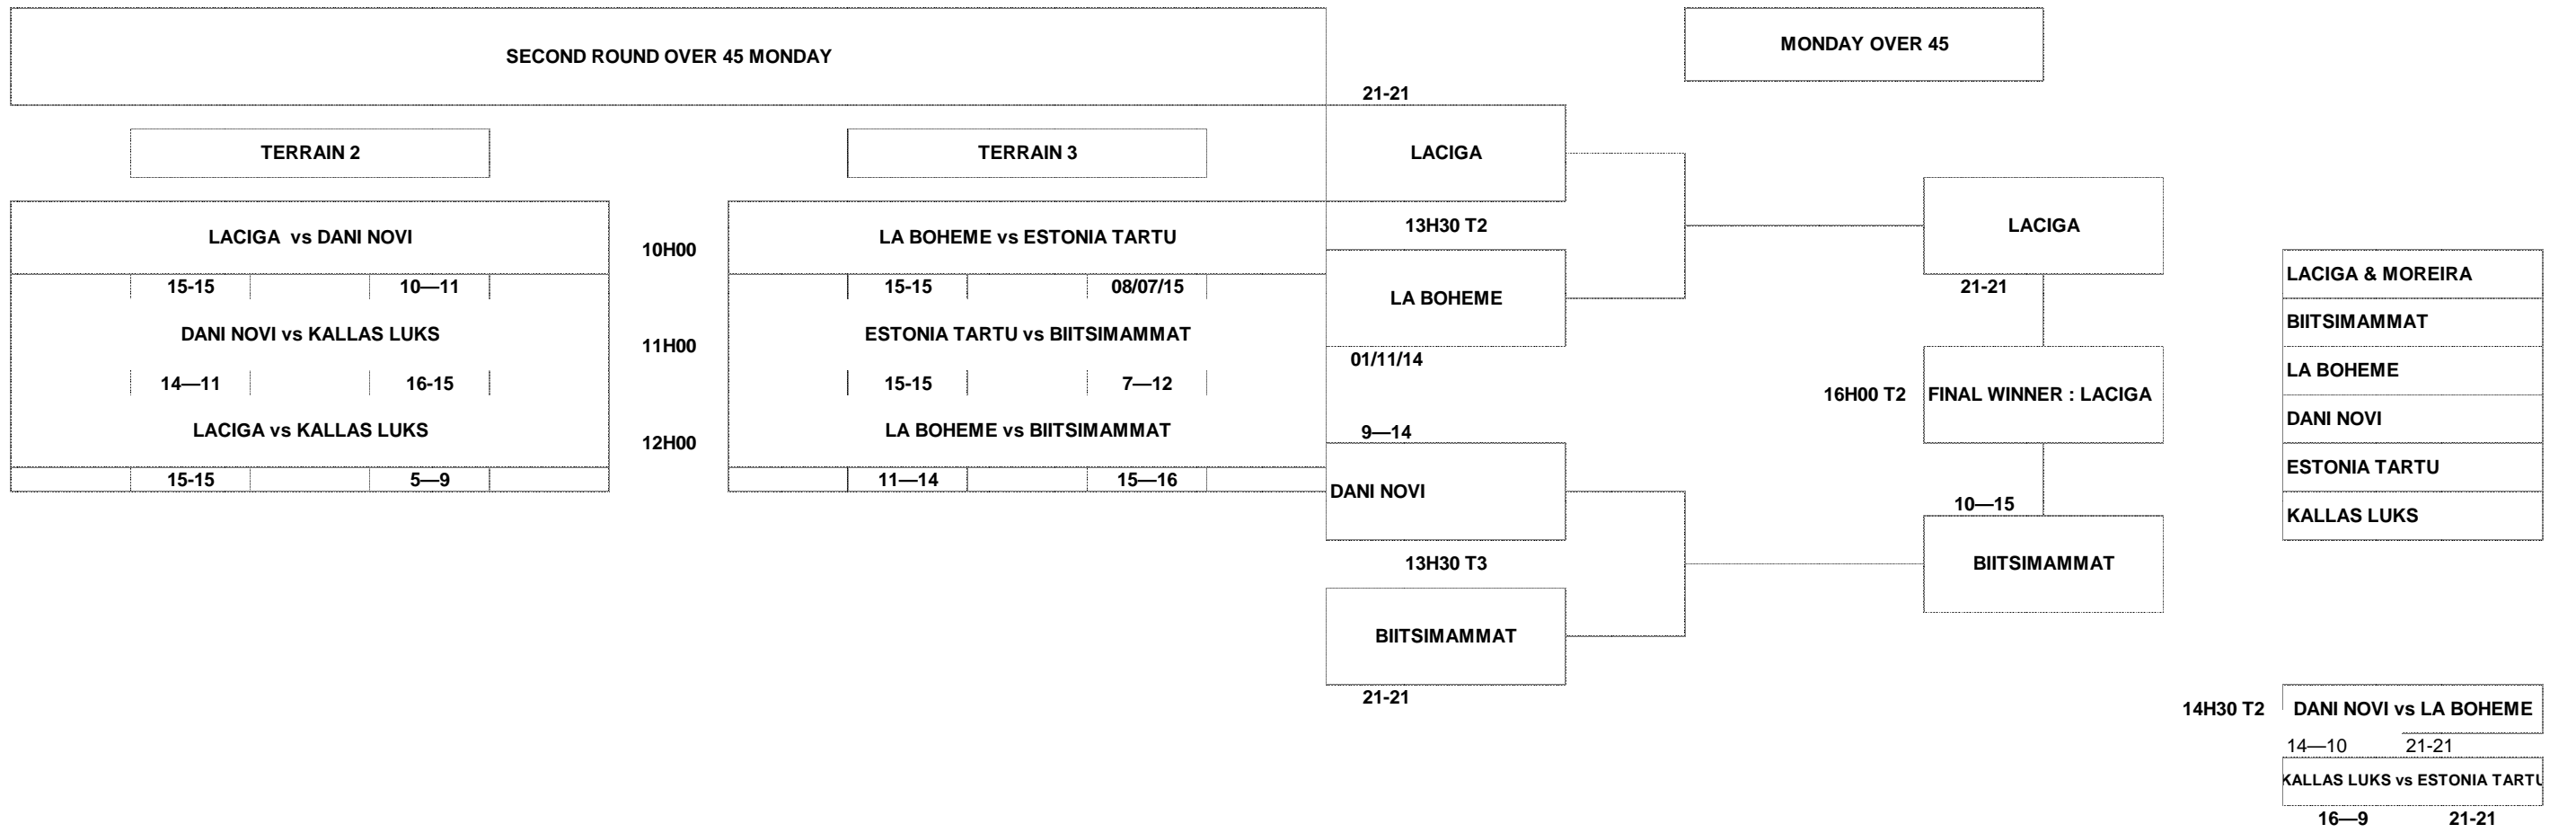 SECOND ROUND OVER 45 MONDAY
MONDAY OVER 45
TERRAIN 2
TERRAIN 3
LACIGA  vs DANI NOVI
10H00
LA BOHEME vs ESTONIA TARTU
15-15
10—11
15-15
08/07/15
DANI NOVI vs KALLAS LUKS
11H00
ESTONIA TARTU vs BIITSIMAMMAT
14—11
16-15
15-15
7—12
LACIGA vs KALLAS LUKS
12H00
LA BOHEME vs BIITSIMAMMAT
15-15
5—9
11—14
15—16
21-21
LACIGA
13H30 T2
LA BOHEME
01/11/14
9—14
DANI NOVI
13H30 T3
BIITSIMAMMAT
21-21
LACIGA
21-21
16H00 T2
FINAL WINNER : LACIGA
10—15
BIITSIMAMMAT
LACIGA & MOREIRA
BIITSIMAMMAT
LA BOHEME
DANI NOVI
ESTONIA TARTU
KALLAS LUKS
14H30 T2
DANI NOVI vs LA BOHEME
14—10
21-21
KALLAS LUKS vs ESTONIA TARTU
16—9
21-21